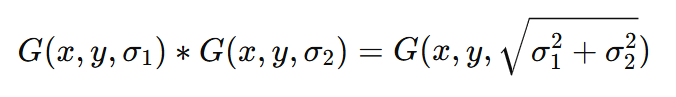 G(x, y, σ₁) * G(x, y, σ₂) = G(x, y, √(σ₁² + σ₂²))